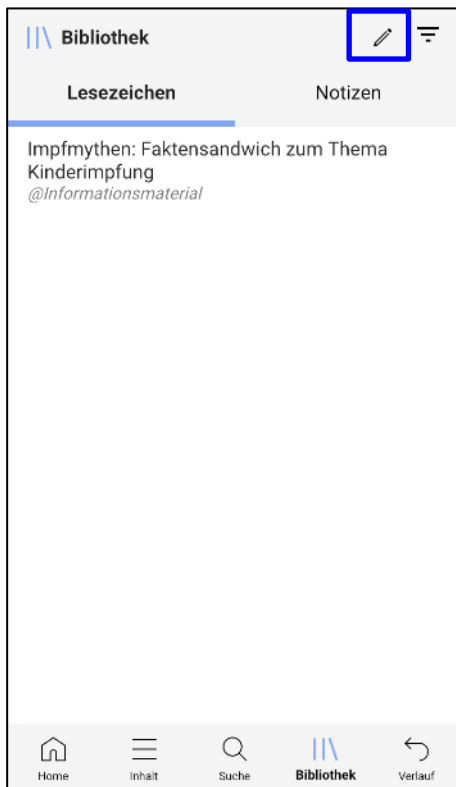 Bibliothek
Lesezeichen Notizen
Impfmythen: Faktensandwich zum Thema
Kinderimpfung
@Informationsmaterial
Home Inhalt Suche Bibliothek Verlauf